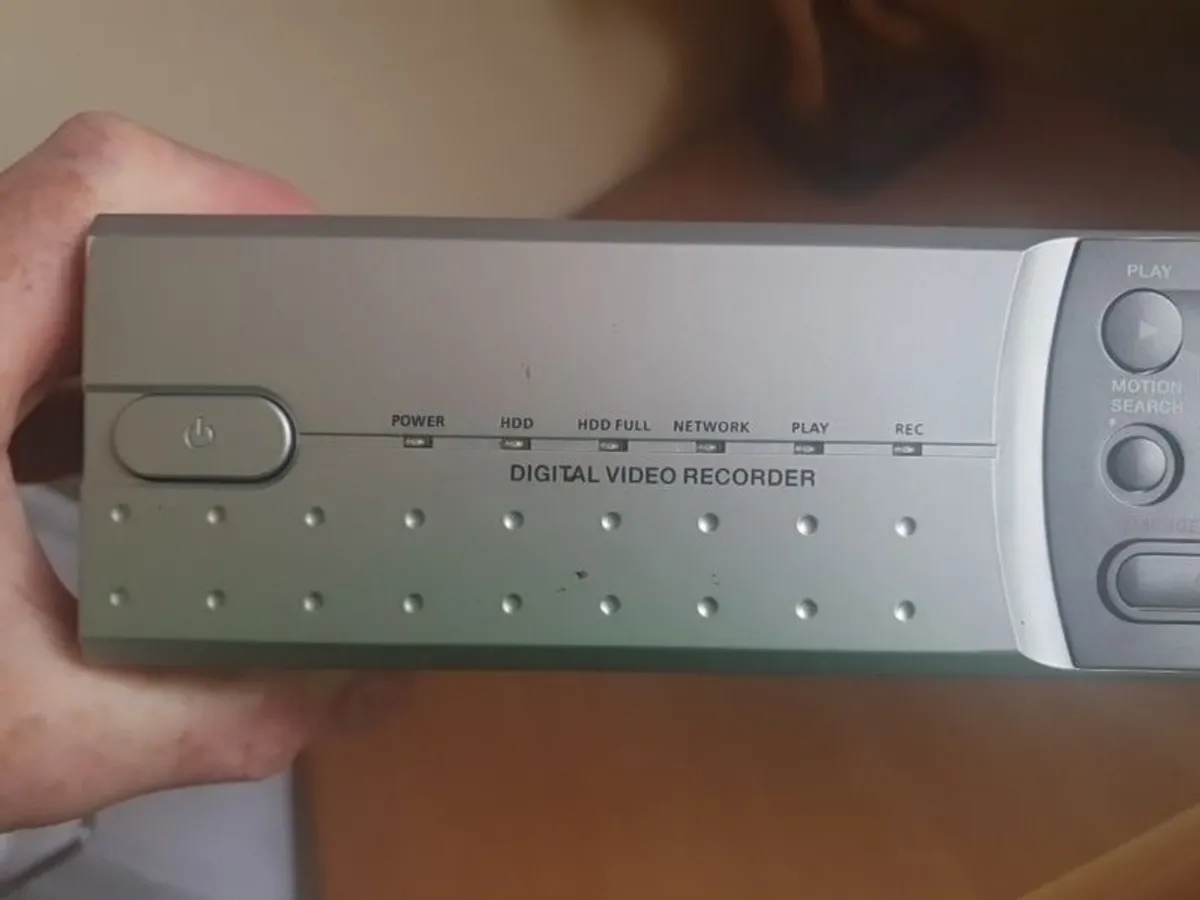 PLAY
MOTION
SEARCH
POWER HDD HDD FULL NETWORK PLAY REC
DIGITAL VIDEO RECORDER